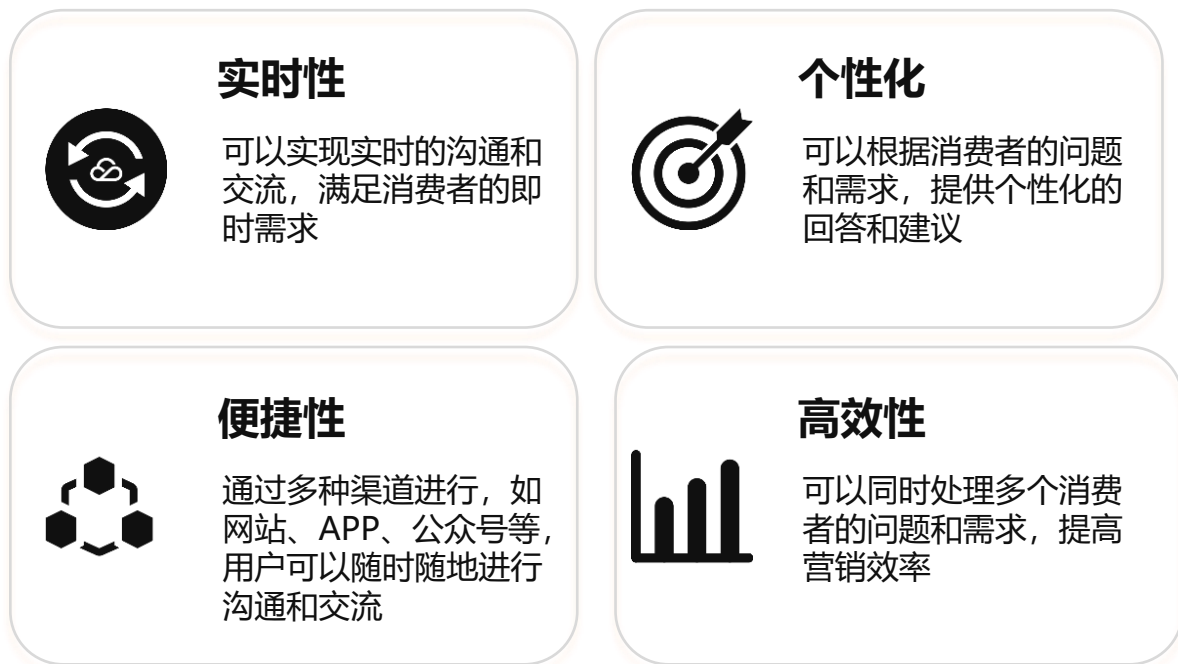 实时性
可以实现实时的沟通和
交流，满足消费者的即
时需求
个性化
可以根据消费者的问题
和需求，提供个性化的
回答和建议
便捷性
通过多种渠道进行，如
网站、APP、公众号等，
用户可以随时随地进行
沟通和交流
高效性
可以同时处理多个消费
者的问题和需求，提高
营销效率